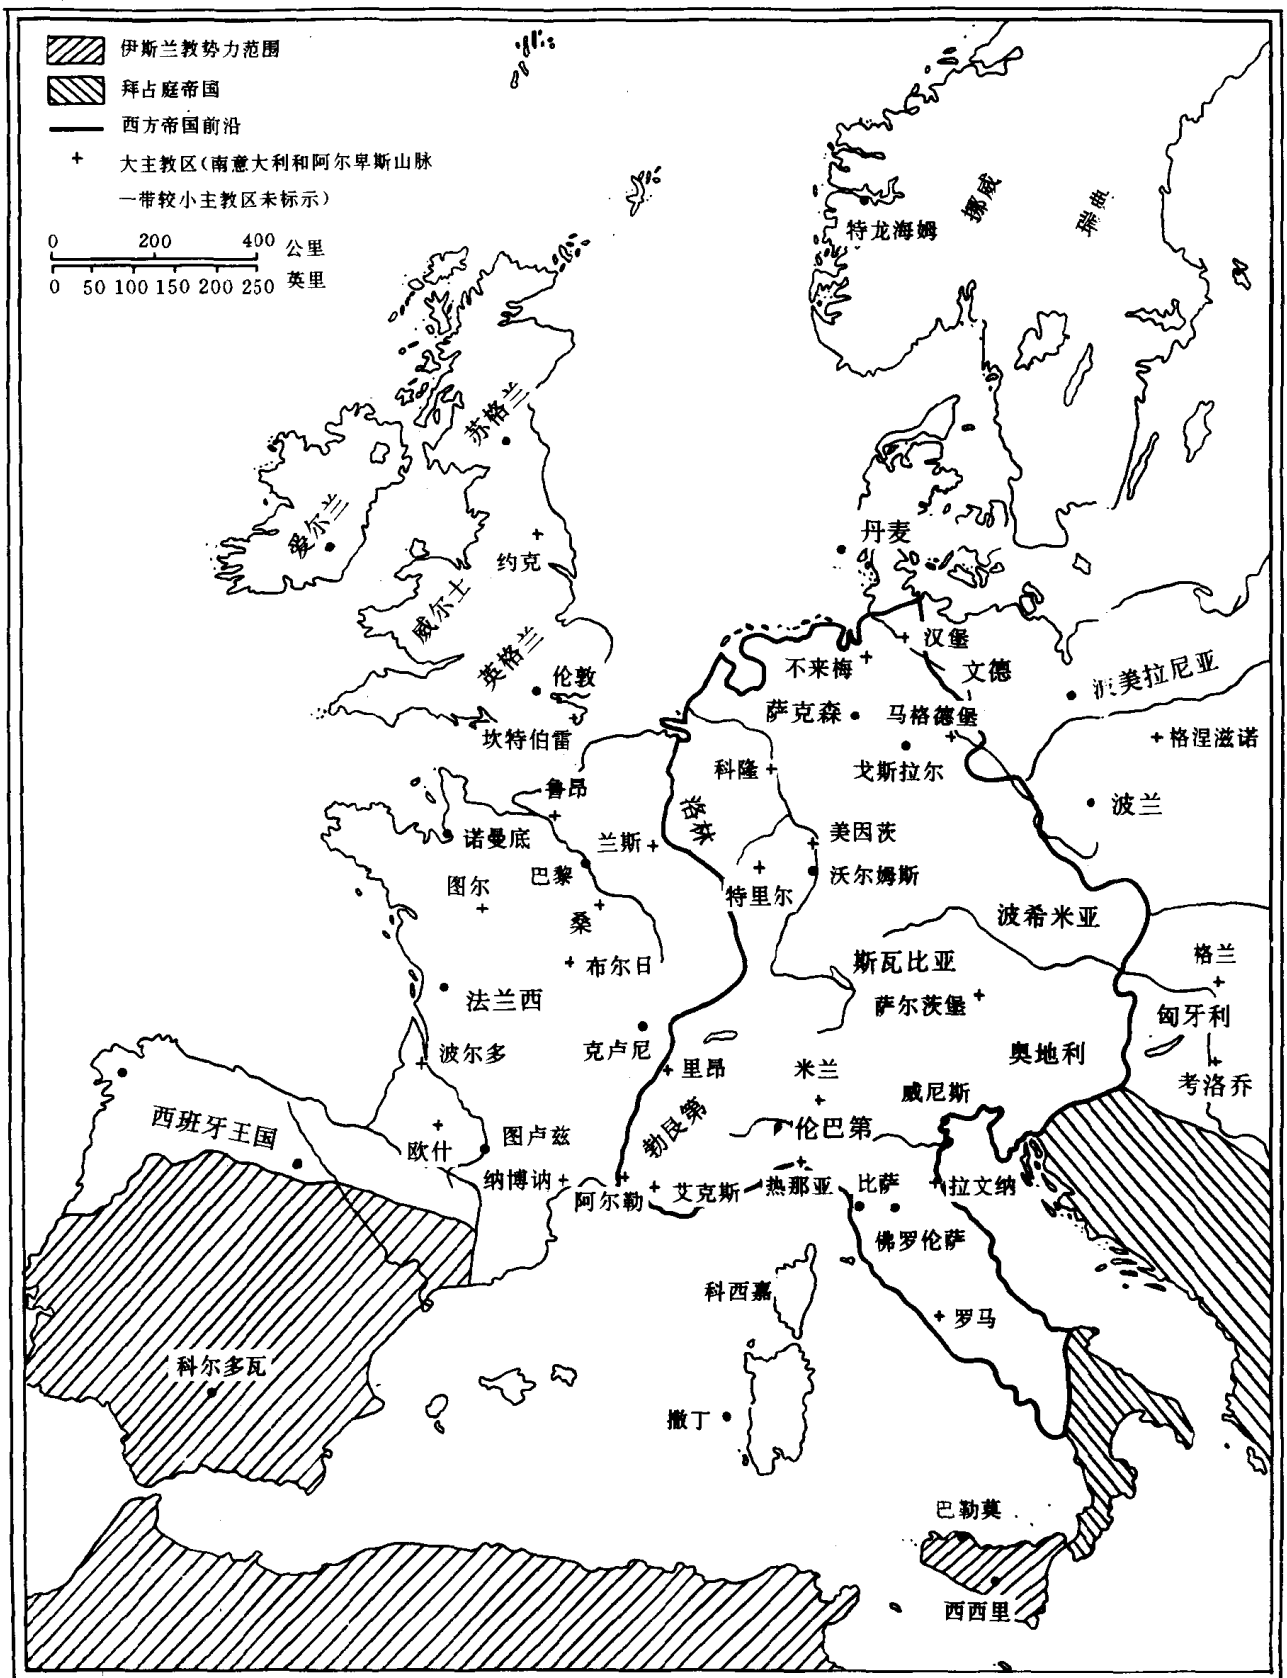 伊斯兰教势力范围
拜占庭帝国
西方帝国前沿
大主教区(南意大利和阿尔卑斯山脉
一带较小主教区未标示)
0 200 400 公里
0 50 100 150 200 250 英里
挪威
瑞典
特龙海姆
苏格兰
爱尔兰
约克
丹麦
威尔士
英格兰
伦敦
坎特伯雷
汉堡
不来梅
文德
波美拉尼亚
萨克森
马格德堡
格涅滋诺
科隆
戈斯拉尔
鲁昂
洛林
波兰
诺曼底
兰斯
美因茨
巴黎
特里尔
沃尔姆斯
图尔
桑
波希米亚
布尔日
斯瓦比亚
格兰
法兰西
萨尔茨堡
匈牙利
波尔多
克卢尼
里昂
米兰
奥地利
考洛乔
威尼斯
西班牙王国
欧什
图卢兹
勃艮第
伦巴第
纳博讷
阿尔勒
艾克斯
热那亚
比萨
拉文纳
佛罗伦萨
科西嘉
罗马
科尔多瓦
撒丁
巴勒莫
西西里